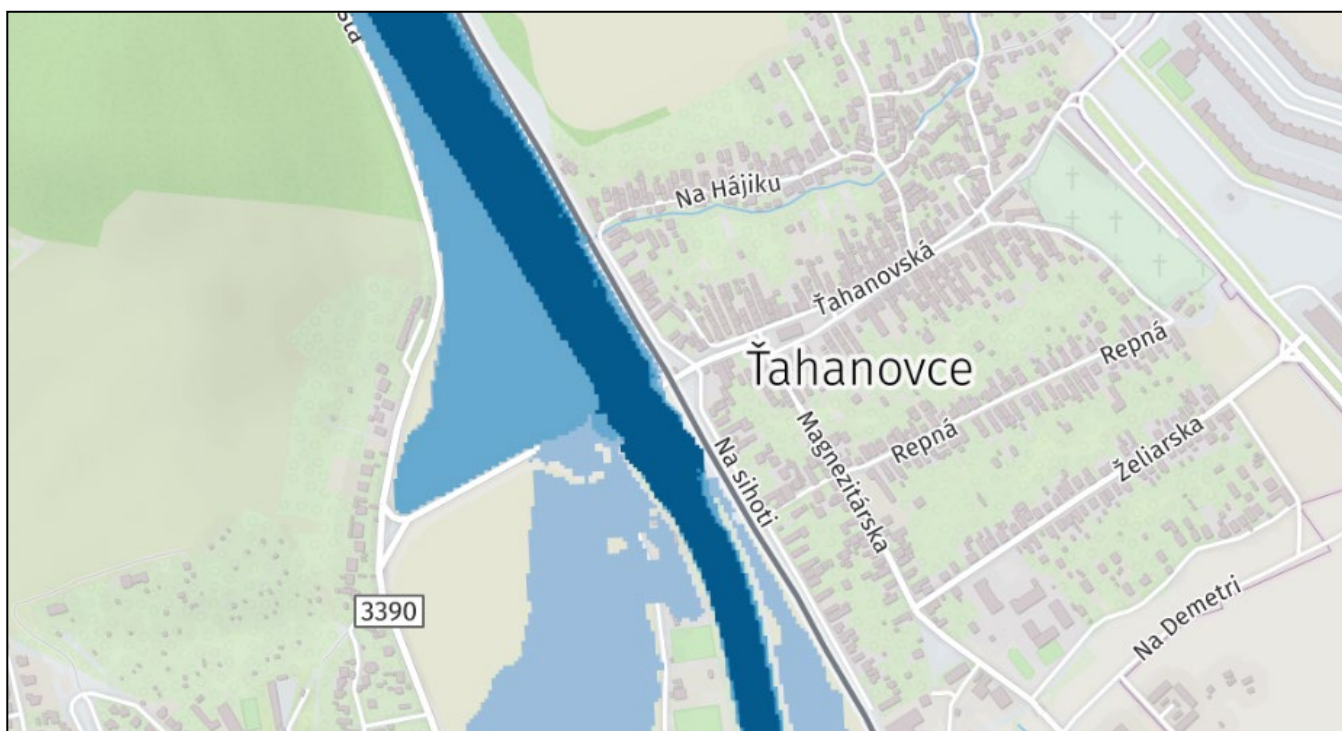 Na Hájiku
Ťahanovská
Ťahanovce
Repná
Repná
Magnezitárska
Na sihoti
Želiarska
3390
Na Demetri